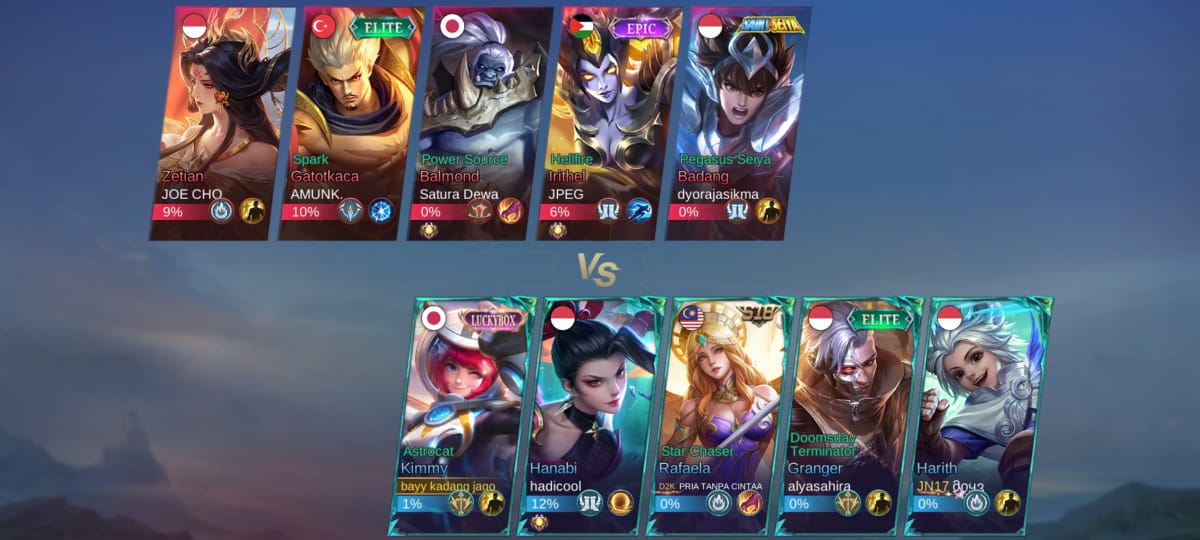 Zetian
JOE CHO
9%
ELITE
Spark
Gatotkaca
AMUNK.
10%
Power Source
Balmond
Satura Dewa
0%
EPIC
Hellfire
Irithel
JPEG
6%
SAINT SEIYA
Pegasus Seiya
Badang
dyorajasikma
0%
VS
LUCKYBOX
Astrocat
Kimmy
bayy kadang jago
1%
Hanabi
hadicool
12%
S18
Star Chaser
Rafaela
D2K PRIA TANPA CINTAA
0%
ELITE
Doomsday
Terminator
Granger
alyasahira
0%
Harith
JN17
0%